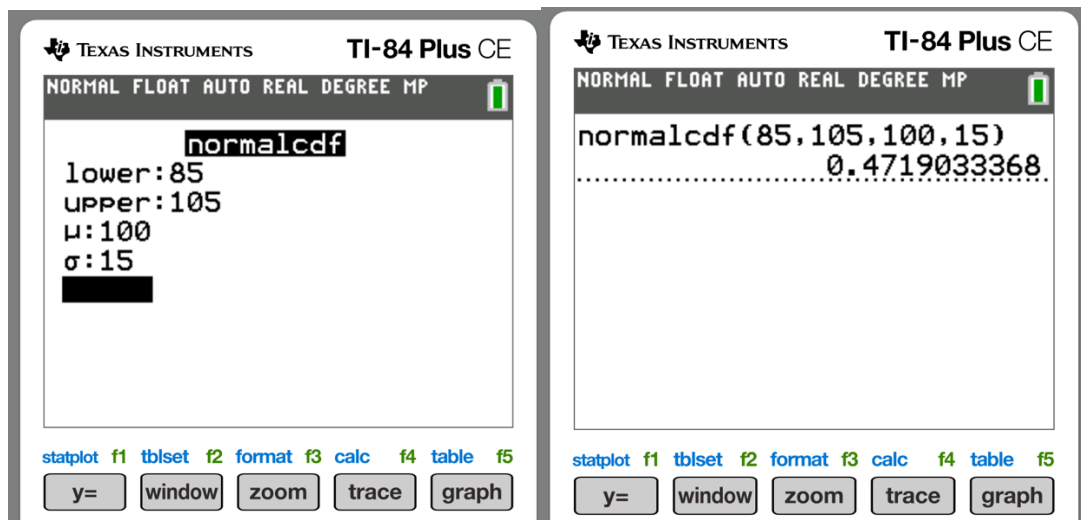 TEXAS INSTRUMENTS TI-84 Plus CE
NORMAL FLOAT AUTO REAL DEGREE MP
normalcdf
lower:85
upper:105
μ:100
σ:15
statplot f1 tblset f2 format f3 calc f4 table f5
y= window zoom trace graph
TEXAS INSTRUMENTS TI-84 Plus CE
NORMAL FLOAT AUTO REAL DEGREE MP
normalcdf(85,105,100,15)
0.4719033368
statplot f1 tblset f2 format f3 calc f4 table f5
y= window zoom trace graph